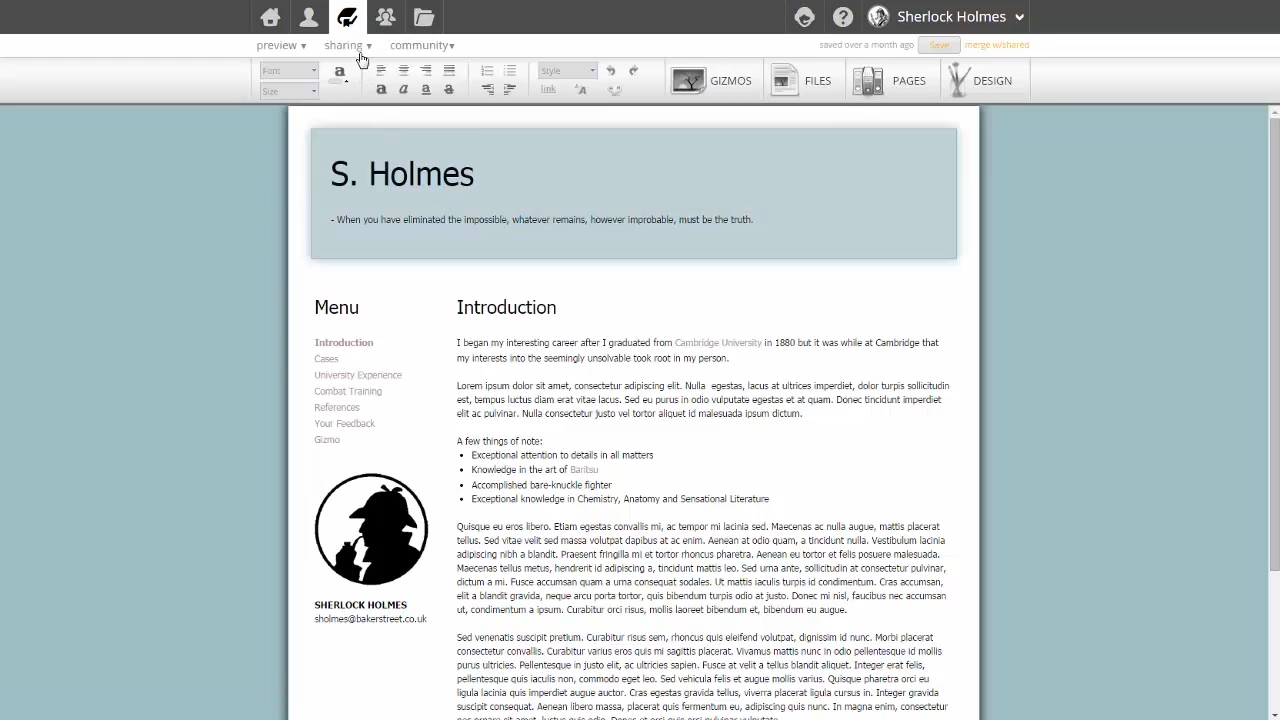 Sherlock Holmes
preview ▾ sharing ▾ community▾
saved over a month ago Save merge w/shared
Font
Size
Style
link
GIZMOS FILES PAGES DESIGN
S. Holmes
- When you have eliminated the impossible, whatever remains, however improbable, must be the truth.
Menu
Introduction
Cases
University Experience
Combat Training
References
Your Feedback
Gizmo
SHERLOCK HOLMES
sholmes@bakerstreet.co.uk
Introduction
I began my interesting career after I graduated from Cambridge University in 1880 but it was while at Cambridge that
my interests into the seemingly unsolvable took root in my person.
Lorem ipsum dolor sit amet, consectetur adipiscing elit. Nulla egestas, lacus at ultrices imperdiet, dolor turpis sollicitudin
est, tempus luctus diam erat vitae lacus. Sed eu purus in odio vulputate egestas et at quam. Donec tincidunt imperdiet
elit ac pulvinar. Nulla consectetur justo vel tortor aliquet id malesuada ipsum dictum.
A few things of note:
• Exceptional attention to details in all matters
• Knowledge in the art of Baritsu
• Accomplished bare-knuckle fighter
• Exceptional knowledge in Chemistry, Anatomy and Sensational Literature
Quisque eu eros libero. Etiam egestas convallis mi, ac tempor mi lacinia sed. Maecenas ac nulla augue, mattis placerat
tellus. Sed vitae velit sed massa volutpat dapibus at ac enim. Aenean at odio quam, a tincidunt nulla. Vestibulum lacinia
adipiscing nibh a blandit. Praesent fringilla mi et tortor rhoncus pharetra. Aenean eu tortor et felis posuere malesuada.
Maecenas tellus metus, hendrerit id adipiscing a, tincidunt mattis leo. Sed urna ante, sollicitudin at consectetur pulvinar,
dictum a mi. Fusce accumsan quam a urna consequat sodales. Ut mattis iaculis turpis id condimentum. Cras accumsan,
elit a blandit gravida, neque arcu porta tortor, quis bibendum turpis odio at justo. Donec mi nisl, faucibus nec accumsan
ut, condimentum a ipsum. Curabitur orci risus, mollis laoreet bibendum et, bibendum eu augue.
Sed venenatis suscipit pretium. Curabitur risus sem, rhoncus quis eleifend volutpat, dignissim id nunc. Morbi placerat
consectetur convallis. Curabitur varius eros quis mi sagittis placerat. Vivamus mattis nunc in odio pellentesque id mollis
purus ultricies. Pellentesque in justo elit, ac ultricies sapien. Fusce at velit a tellus blandit aliquet. Integer erat felis,
pellentesque quis iaculis non, commodo eget leo. Sed vehicula felis et augue mollis varius. Quisque pharetra orci eu
ligula lacinia quis imperdiet augue auctor. Cras egestas gravida tellus, viverra placerat ligula cursus in. Integer gravida
suscipit consequat. Aenean libero massa, placerat quis fermentum eu, adipiscing quis nunc. In magna enim, consectetur